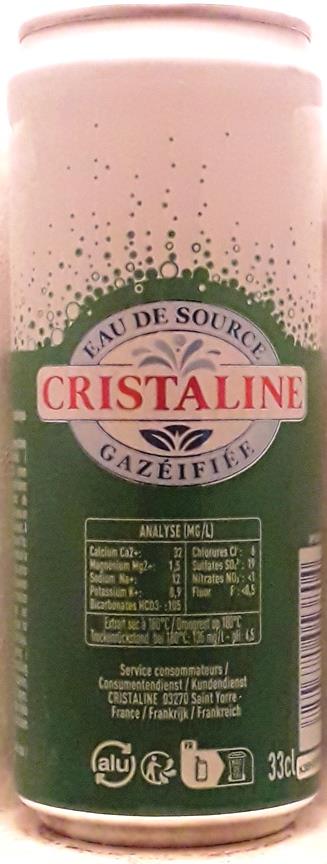 EAU DE SOURCE
CRISTALINE
GAZÉIFIÉE
ANALYSE (MG/L)
Calcium Ca2+: 32 Chlorures Cl⁻: 6
Magnésium Mg2+: 1,5 Sulfates SO₄²⁻: 19
Sodium Na+: 12 Nitrates NO₃⁻: <1
Potassium K+: 0,9 Fluor F⁻: <0,5
Bicarbonates HCO3- :105
Extrait sec à 180°C / Droogrest op 180°C
Trockenrückstand bei 180°C: 136 mg/L - pH: 4,5
Service consommateurs /
Consumentendienst / Kundendienst
CRISTALINE 03270 Saint Yorre -
France / Frankrijk / Frankreich
alu
FR
33cl